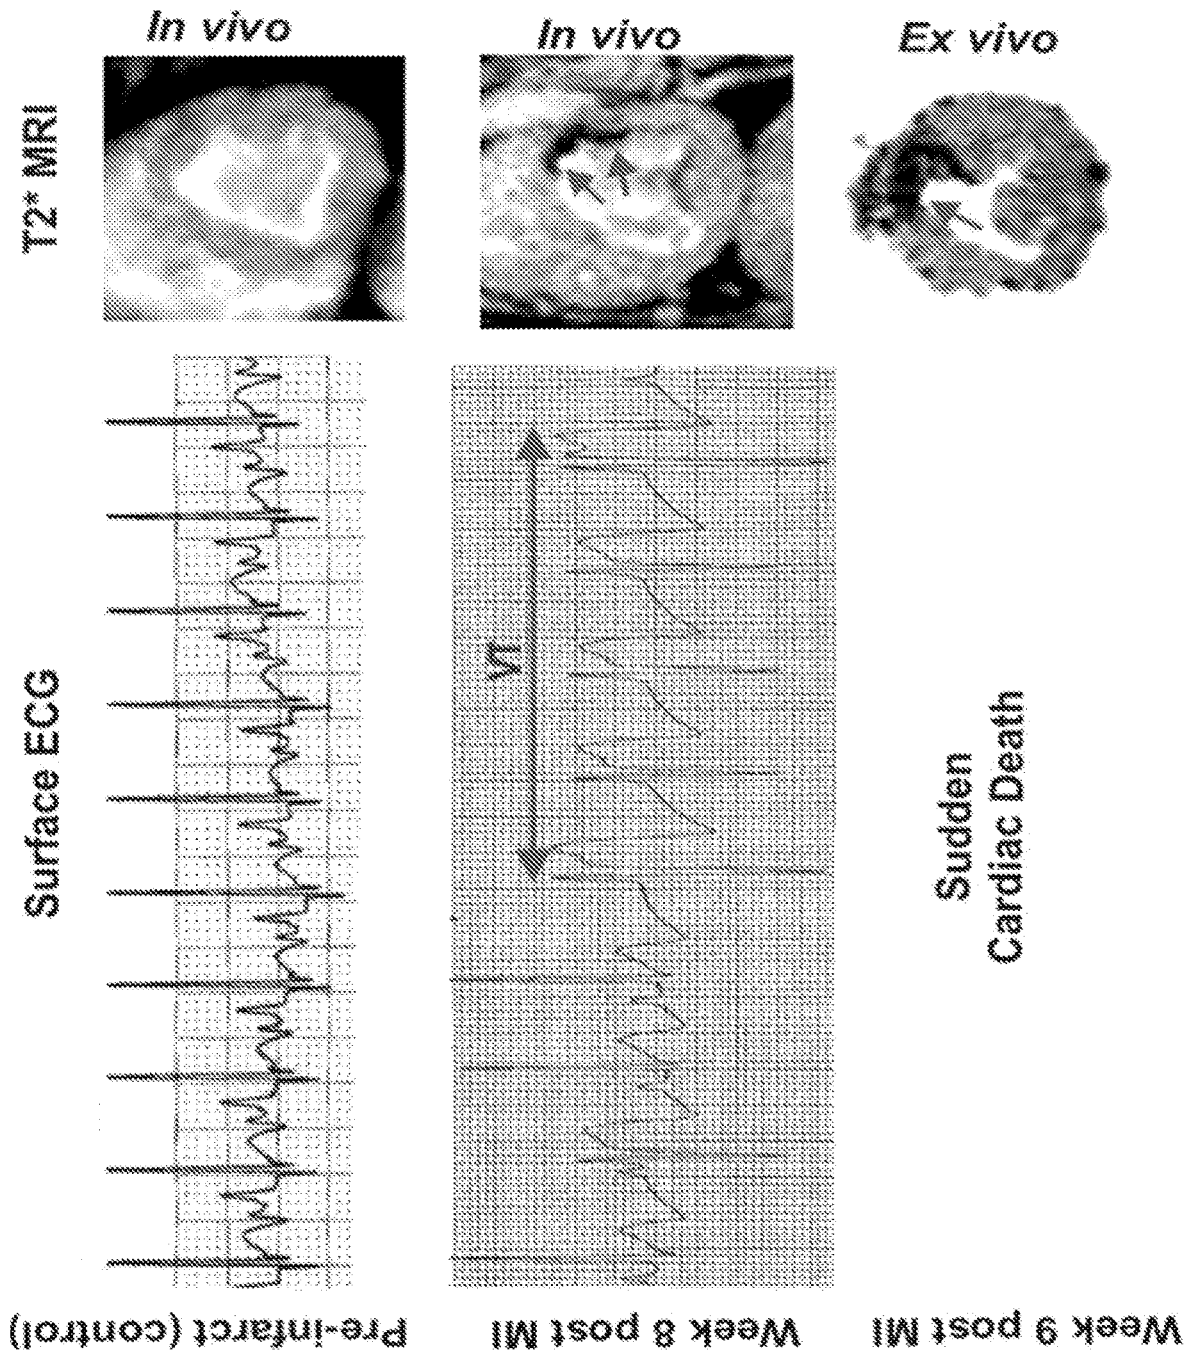 In vivo
In vivo
Ex vivo
T2* MRI
Surface ECG
VT
Sudden
Cardiac Death
Pre-infarct (control)
Week 8 post MI
Week 9 post MI